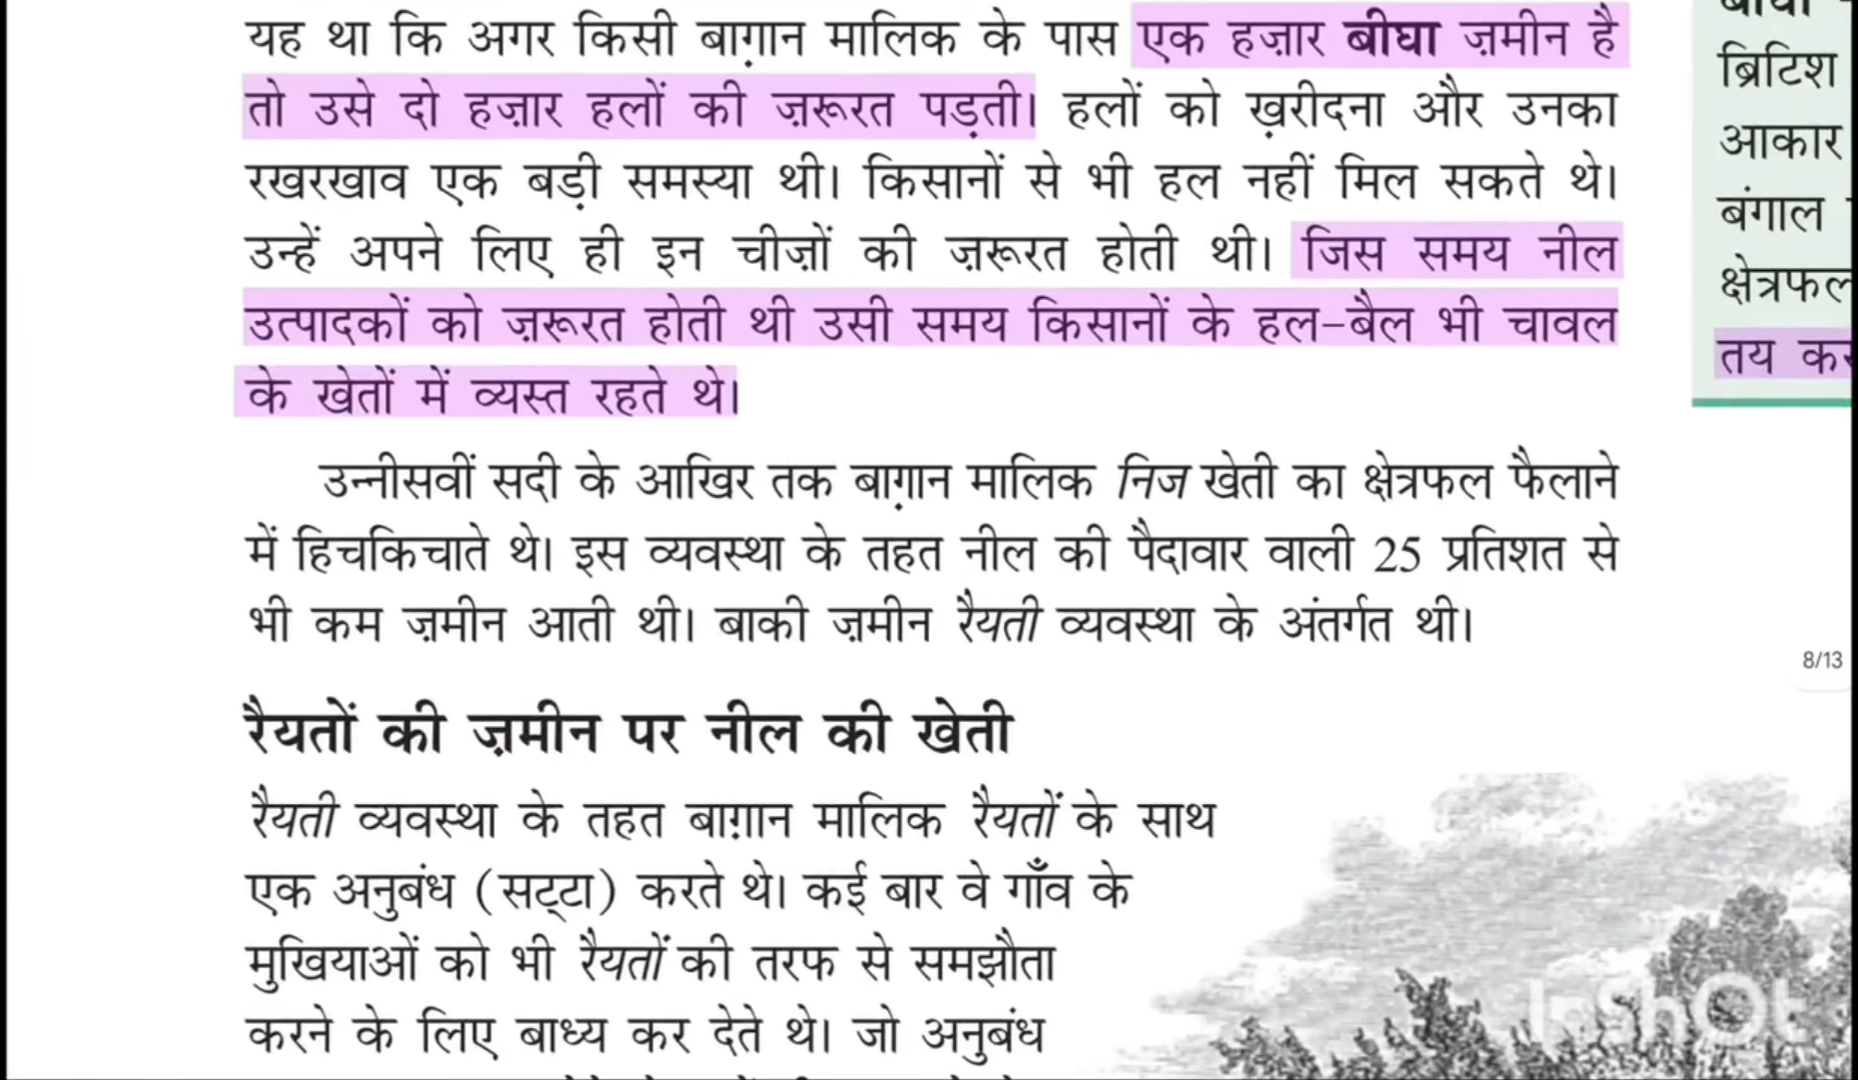 यह था कि अगर किसी बाग़ान मालिक के पास एक हज़ार बीघा ज़मीन है
तो उसे दो हज़ार हलों की ज़रूरत पड़ती। हलों को ख़रीदना और उनका
रखरखाव एक बड़ी समस्या थी। किसानों से भी हल नहीं मिल सकते थे।
उन्हें अपने लिए ही इन चीज़ों की ज़रूरत होती थी। जिस समय नील
उत्पादकों को ज़रूरत होती थी उसी समय किसानों के हल-बैल भी चावल
के खेतों में व्यस्त रहते थे।
उन्नीसवीं सदी के आखिर तक बाग़ान मालिक निज खेती का क्षेत्रफल फैलाने
में हिचकिचाते थे। इस व्यवस्था के तहत नील की पैदावार वाली 25 प्रतिशत से
भी कम ज़मीन आती थी। बाकी ज़मीन रैयती व्यवस्था के अंतर्गत थी।
रैयतों की ज़मीन पर नील की खेती
रैयती व्यवस्था के तहत बाग़ान मालिक रैयतों के साथ
एक अनुबंध (सट्टा) करते थे। कई बार वे गाँव के
मुखियाओं को भी रैयतों की तरफ से समझौता
करने के लिए बाध्य कर देते थे। जो अनुबंध
ब्रिटिश
आकार
बंगाल
क्षेत्रफल
तय
8/13
InShOt